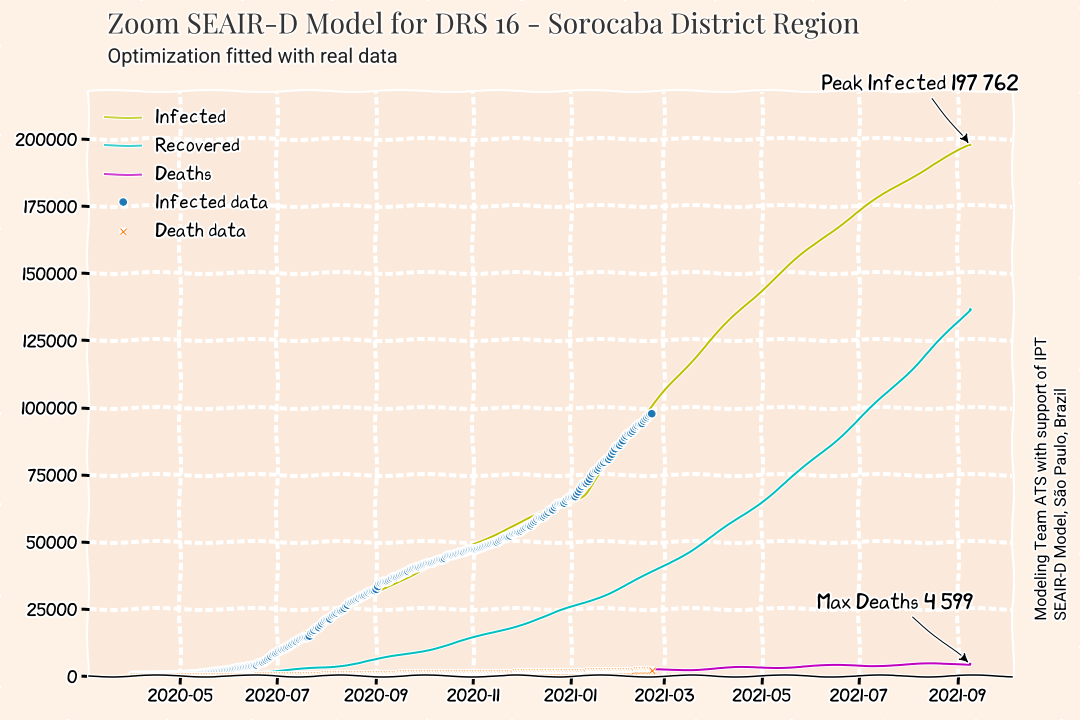 Zoom SEAIR-D Model for DRS 16 - Sorocaba District Region
Optimization fitted with real data
Peak Infected 197 762
Infected
Recovered
Deaths
Infected data
Death data
200000
175000
150000
125000
100000
75000
50000
25000
0
Max Deaths 4 599
2020-05 2020-07 2020-09 2020-11 2021-01 2021-03 2021-05 2021-07 2021-09
Modeling Team ATS with support of IPT
SEAIR-D Model, São Paulo, Brazil